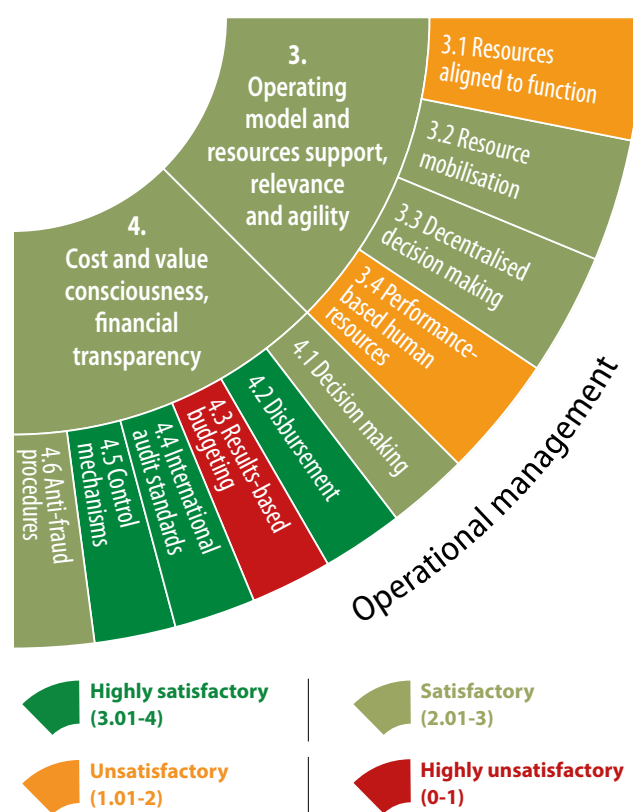 3.
Operating
model and
resources support,
relevance
and agility
3.1 Resources
aligned to function
3.2 Resource
mobilisation
3.3 Decentralised
decision making
3.4 Performance-
based human
resources
4.
Cost and value
consciousness,
financial
transparency
4.1 Decision making
4.2 Disbursement
4.3 Results-based
budgeting
4.4 International
audit standards
4.5 Control
mechanisms
4.6 Anti-fraud
procedures
Operational management
Highly satisfactory
(3.01-4)
Satisfactory
(2.01-3)
Unsatisfactory
(1.01-2)
Highly unsatisfactory
(0-1)